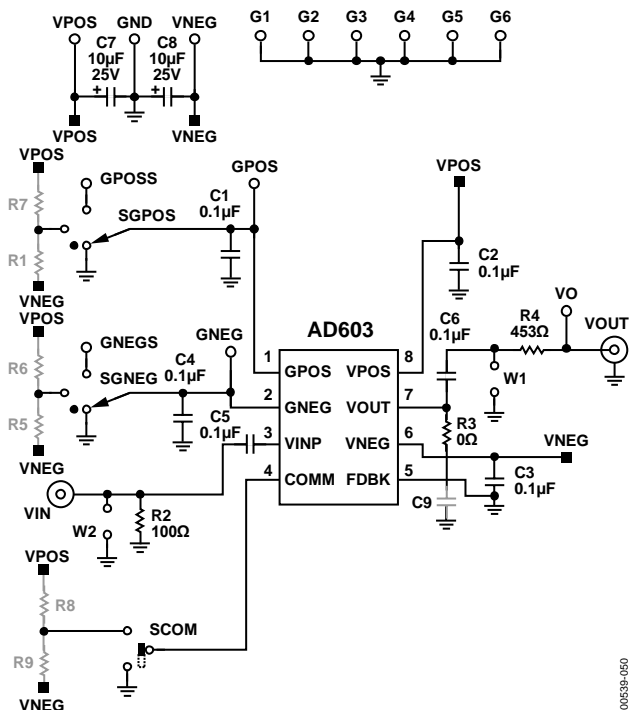 VPOS GND VNEG
C7 C8
10µF 10µF
25V 25V
+ +
VPOS VNEG
G1 G2 G3 G4 G5 G6
VPOS
R7
R1
VNEG
GPOSS
SGPOS
C1
0.1µF
GPOS
VPOS
C2
0.1µF
VPOS
R6
R5
VNEG
GNEGS
SGNEG
C4
0.1µF
GNEG
C5
0.1µF
AD603
1 GPOS VPOS 8
2 GNEG VOUT 7
3 VINP VNEG 6
4 COMM FDBK 5
C6
0.1µF
R4
453Ω
VO
VOUT
W1
R3
0Ω
VNEG
C3
0.1µF
C9
VIN
W2
R2
100Ω
VPOS
R8
R9
VNEG
SCOM
00539-050